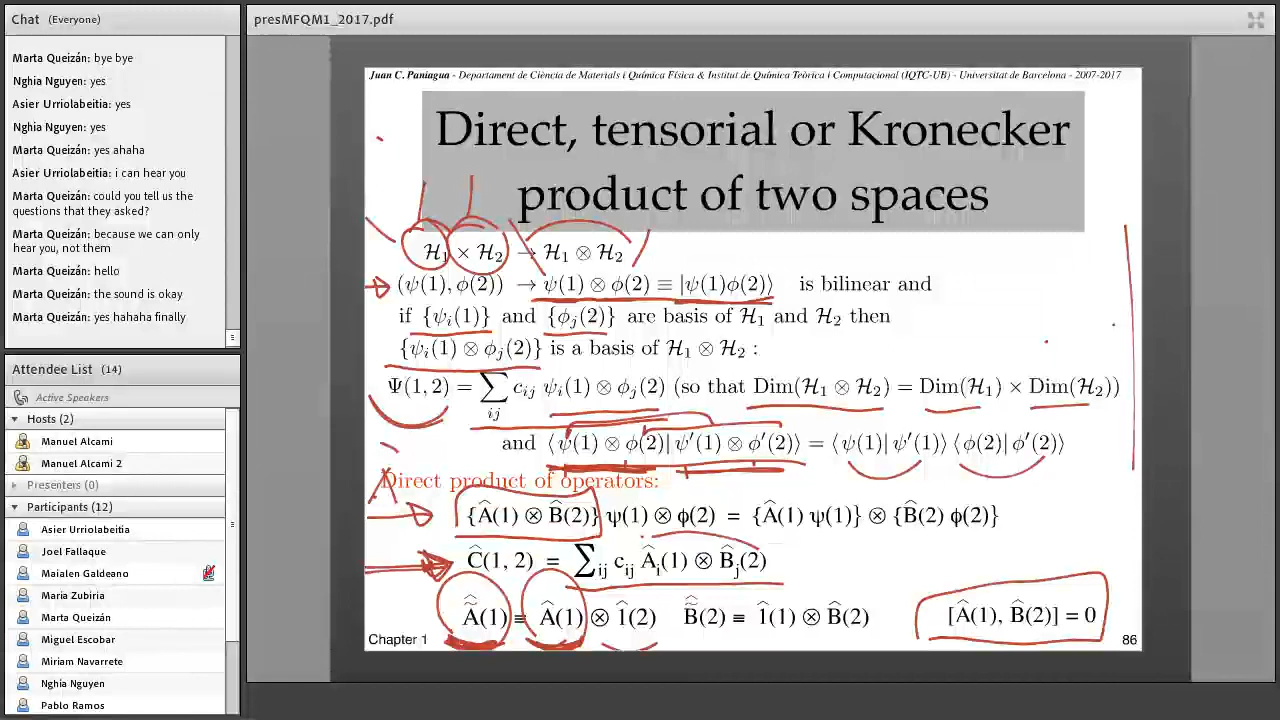 Chat (Everyone)
Marta Queizán: bye bye
Nghia Nguyen: yes
Asier Urriolabeitia: yes
Nghia Nguyen: yes
Marta Queizán: yes ahaha
Asier Urriolabeitia: i can hear you
Marta Queizán: could you tell us the
questions that they asked?
Marta Queizán: because we can only
hear you, not them
Marta Queizán: hello
Marta Queizán: the sound is okay
Marta Queizán: yes hahaha finally
Attendee List (14)
Active Speakers
Hosts (2)
Manuel Alcami
Manuel Alcami 2
Presenters (0)
Participants (12)
Asier Urriolabeitia
Joel Fallaque
Maialen Galdeano
Maria Zubiria
Marta Queizán
Miguel Escobar
Miriam Navarrete
Nghia Nguyen
Pablo Ramos
presMFQM1_2017.pdf
Juan C. Paniagua - Departament de Ciència de Materials i Química Física & Institut de Química Teòrica i Computacional (IQTC-UB) - Universitat de Barcelona - 2007-2017
Direct, tensorial or Kronecker
product of two spaces
ℋ₁ × ℋ₂ → ℋ₁ ⊗ ℋ₂
(ψ(1), ϕ(2)) → ψ(1) ⊗ ϕ(2) ≡ |ψ(1)ϕ(2)⟩ is bilinear and
if {ψᵢ(1)} and {ϕⱼ(2)} are basis of ℋ₁ and ℋ₂ then
{ψᵢ(1) ⊗ ϕⱼ(2)} is a basis of ℋ₁ ⊗ ℋ₂ :
Ψ(1, 2) = ∑ᵢⱼ cᵢⱼ ψᵢ(1) ⊗ ϕⱼ(2) (so that Dim(ℋ₁ ⊗ ℋ₂) = Dim(ℋ₁) × Dim(ℋ₂))
and ⟨ψ(1) ⊗ ϕ(2)| ψ′(1) ⊗ ϕ′(2)⟩ = ⟨ψ(1)| ψ′(1)⟩ ⟨ϕ(2)| ϕ′(2)⟩
Direct product of operators:
{Â(1) ⊗ B̂(2)} ψ(1) ⊗ ϕ(2) = {Â(1) ψ(1)} ⊗ {B̂(2) ϕ(2)}
Ĉ(1, 2) = ∑ᵢⱼ cᵢⱼ Âᵢ(1) ⊗ B̂ⱼ(2)
Ã̂(1) ≡ Â(1) ⊗ 1̂(2) B̃̂(2) ≡ 1̂(1) ⊗ B̂(2) [Â(1), B̂(2)] = 0
Chapter 1
86